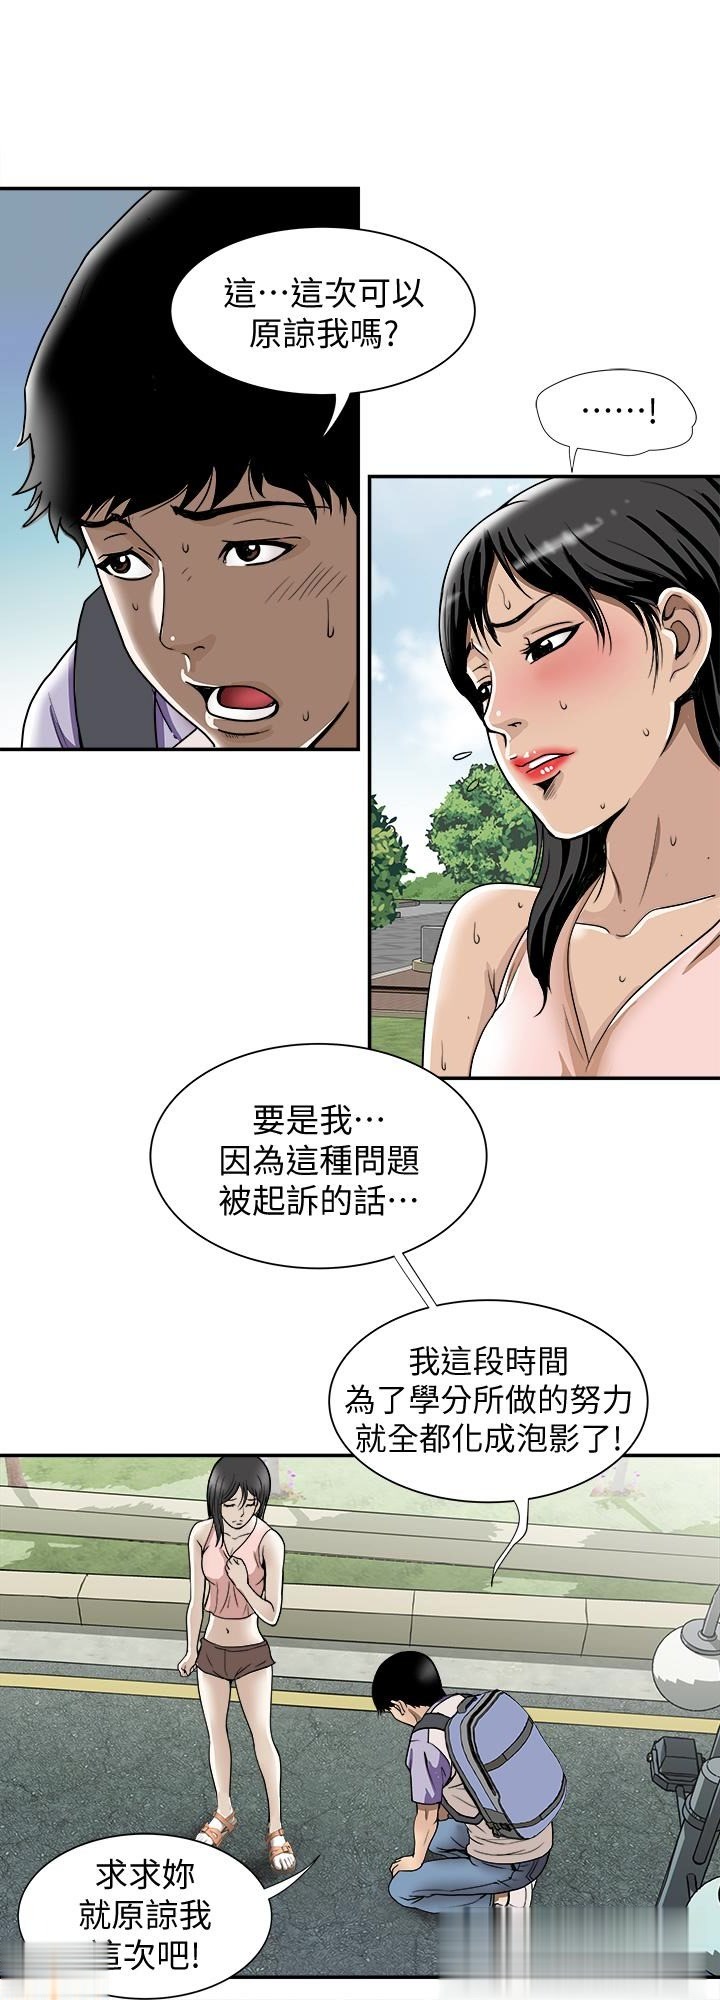 這…這次可以
原諒我嗎?
……!
要是我…
因為這種問題
被起訴的話…
我這段時間
為了學分所做的努力
就全都化成泡影了!
求求妳
就原諒我
這次吧!